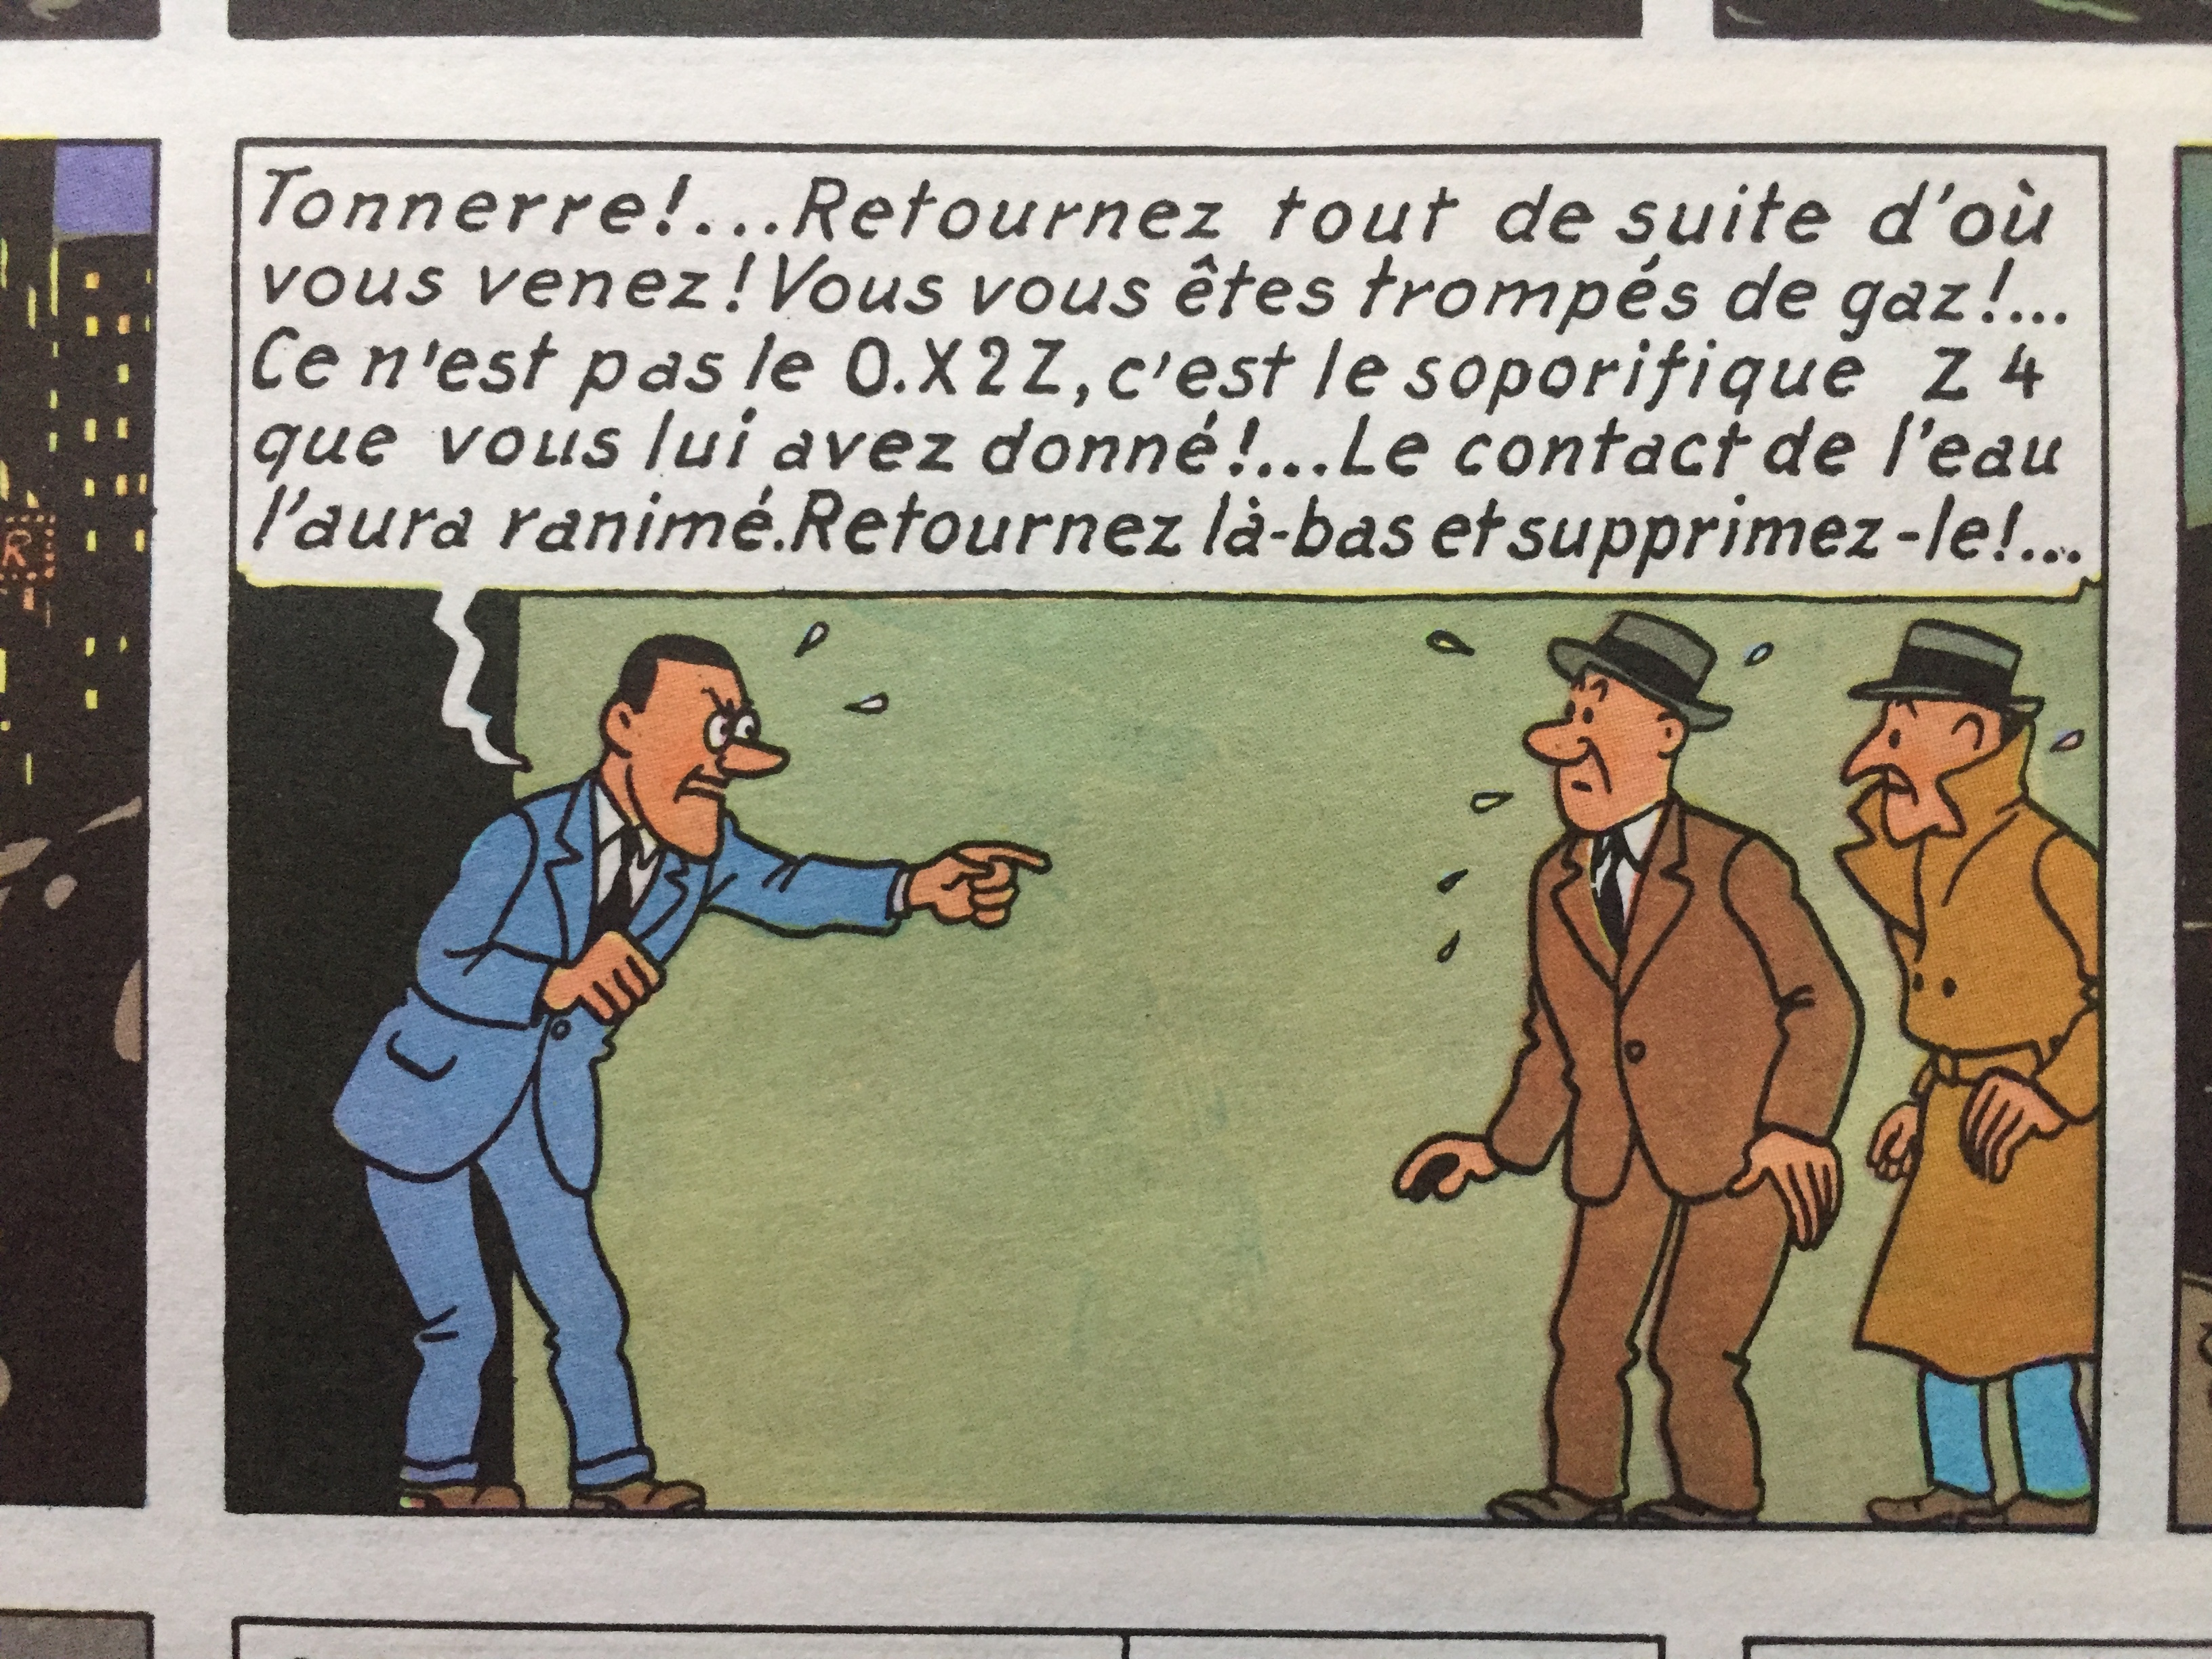 Tonnerre!...Retournez tout de suite d'où
vous venez! Vous vous êtes trompés de gaz!...
Ce n'est pas le O.X2Z, c'est le soporifique Z4
que vous lui avez donné!...Le contact de l'eau
l'aura ranimé. Retournez là-bas et supprimez-le!...
R